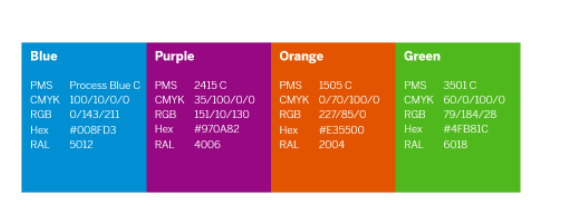 Blue
PMS Process Blue C
CMYK 100/10/0/0
RGB 0/143/211
Hex #008FD3
RAL 5012
Purple
PMS 2415 C
CMYK 35/100/0/0
RGB 151/10/130
Hex #970A82
RAL 4006
Orange
PMS 1505 C
CMYK 0/70/100/0
RGB 227/85/0
Hex #E35500
RAL 2004
Green
PMS 3501 C
CMYK 60/0/100/0
RGB 79/184/28
Hex #4FB81C
RAL 6018